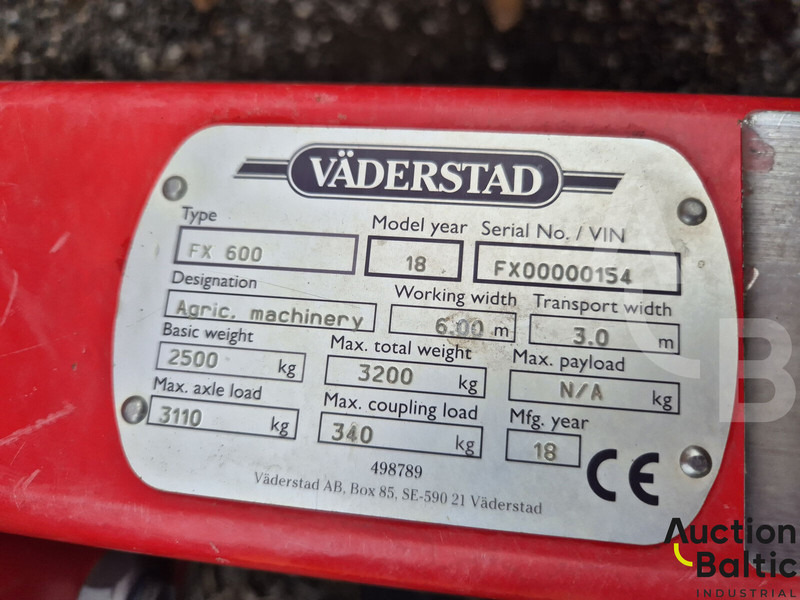 VÄDERSTAD
Type Model year Serial No. / VIN
FX 600 18 FX00000154
Designation Working width Transport width
Agric. machinery 6.00 m 3.0 m
Basic weight Max. total weight Max. payload
2500 kg 3200 kg N/A kg
Max. axle load Max. coupling load Mfg. year
3110 kg 340 kg 18
CE
498789
Väderstad AB, Box 85, SE-590 21 Väderstad
B
Auction
Baltic
INDUSTRIAL